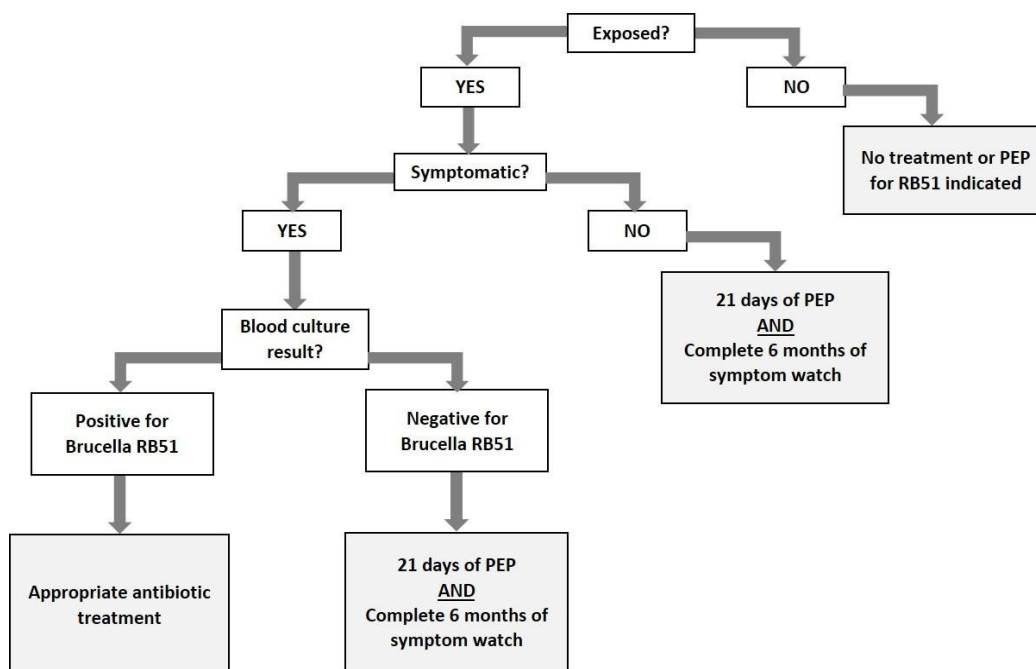 Exposed?
YES
NO
No treatment or PEP
for RB51 indicated
Symptomatic?
YES
NO
21 days of PEP
AND
Complete 6 months of
symptom watch
Blood culture
result?
Positive for
Brucella RB51
Negative for
Brucella RB51
Appropriate antibiotic
treatment
21 days of PEP
AND
Complete 6 months of
symptom watch